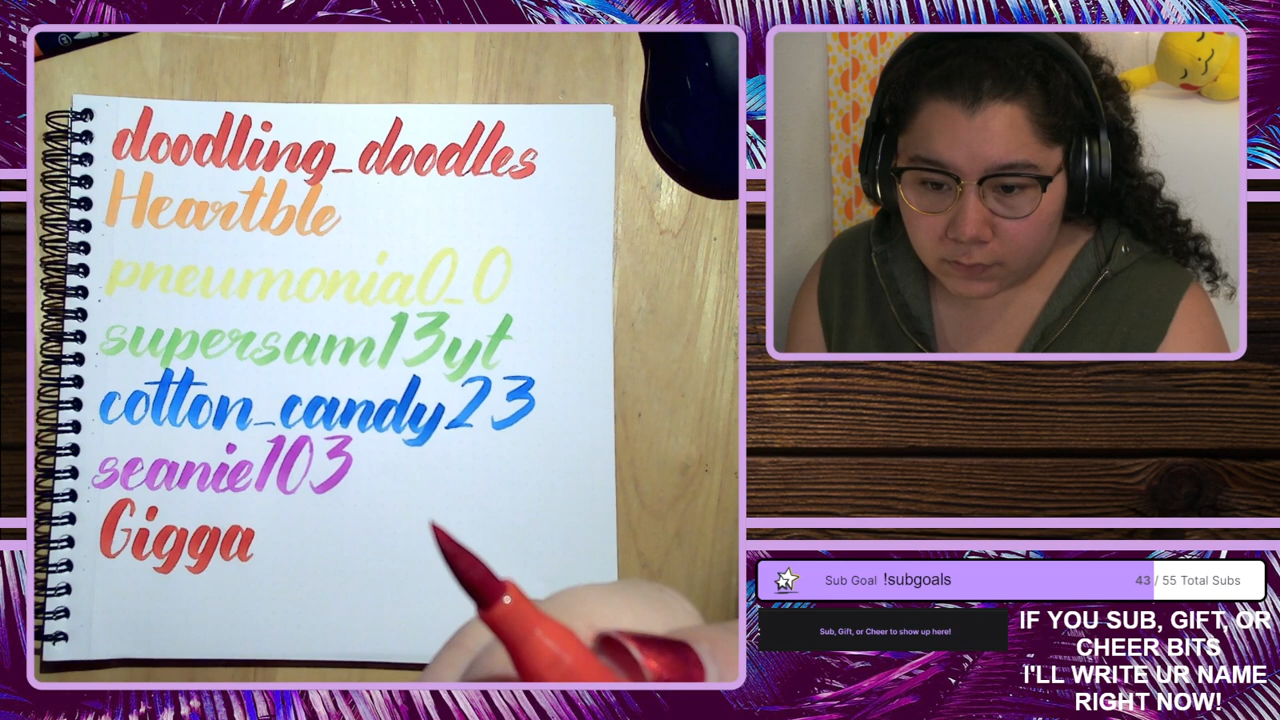 doodling_doodles
Heartble
pneumonia0_0
supersam13yt
cotton_candy23
seanie103
Gigga
Sub Goal !subgoals
43 / 55 Total Subs
Sub, Gift, or Cheer to show up here!
IF YOU SUB, GIFT, OR
CHEER BITS
I'LL WRITE UR NAME
RIGHT NOW!